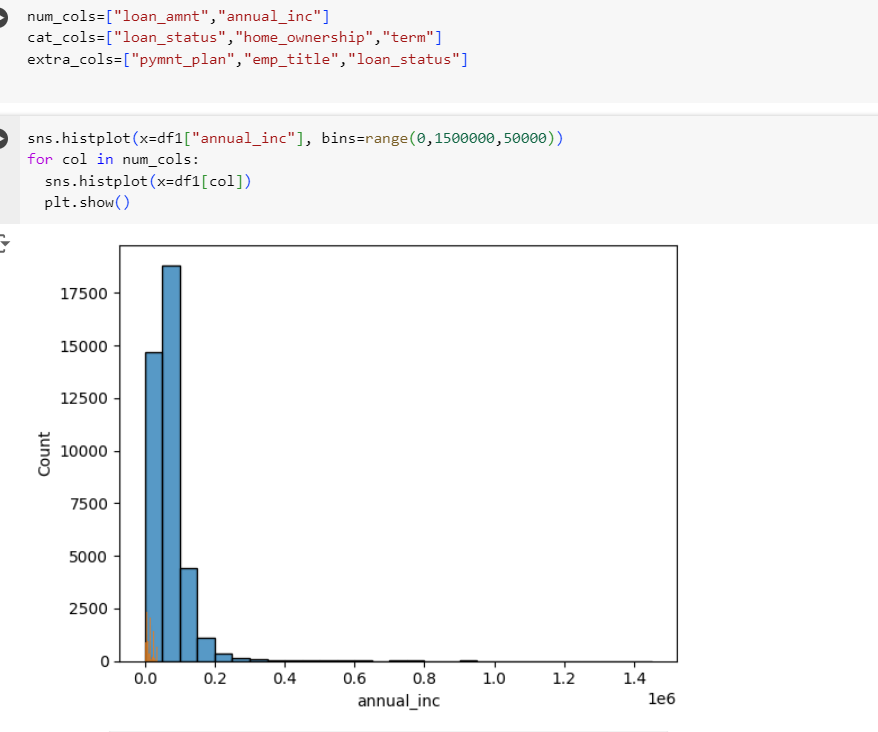 num_cols=["loan_amnt","annual_inc"]
cat_cols=["loan_status","home_ownership","term"]
extra_cols=["pymnt_plan","emp_title","loan_status"]
sns.histplot(x=df1["annual_inc"], bins=range(0,1500000,50000))
for col in num_cols:
  sns.histplot(x=df1[col])
  plt.show()
17500
15000
12500
10000
7500
5000
2500
0
Count
0.0 0.2 0.4 0.6 0.8 1.0 1.2 1.4
1e6
annual_inc